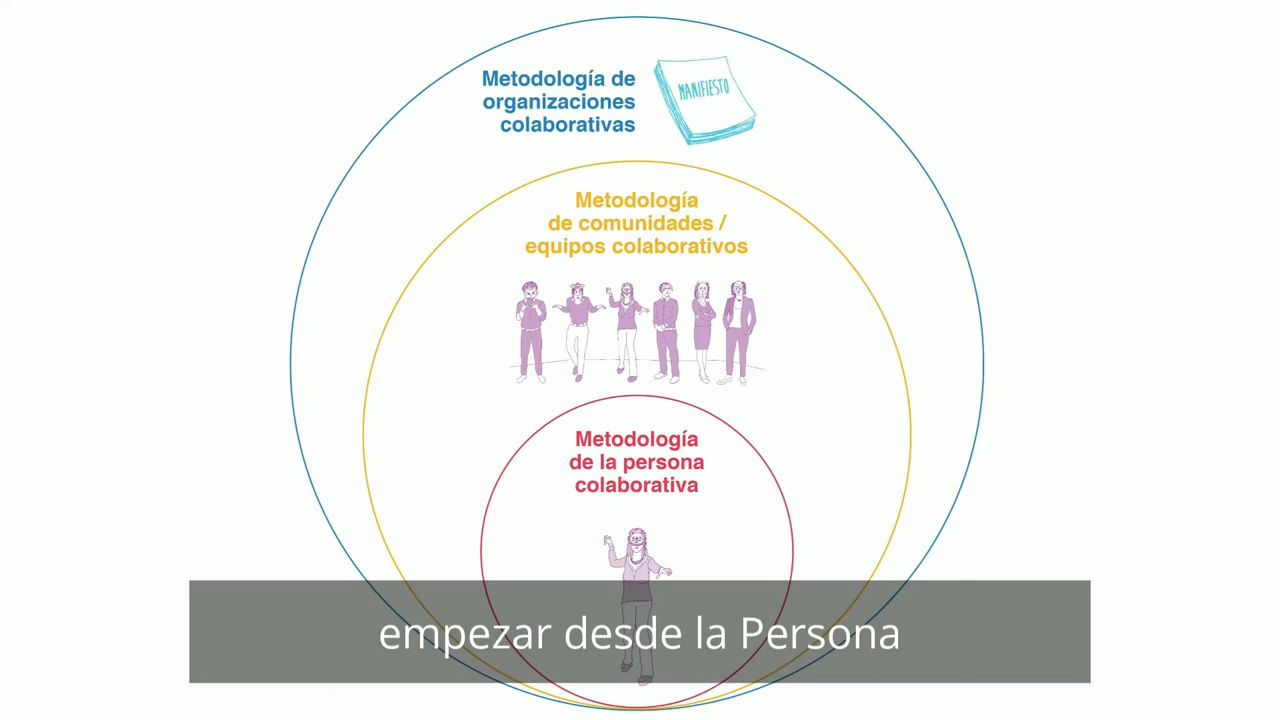 Metodología de
organizaciones
colaborativas
MANIFIESTO
Metodología
de comunidades /
equipos colaborativos
Metodología
de la persona
colaborativa
empezar desde la Persona